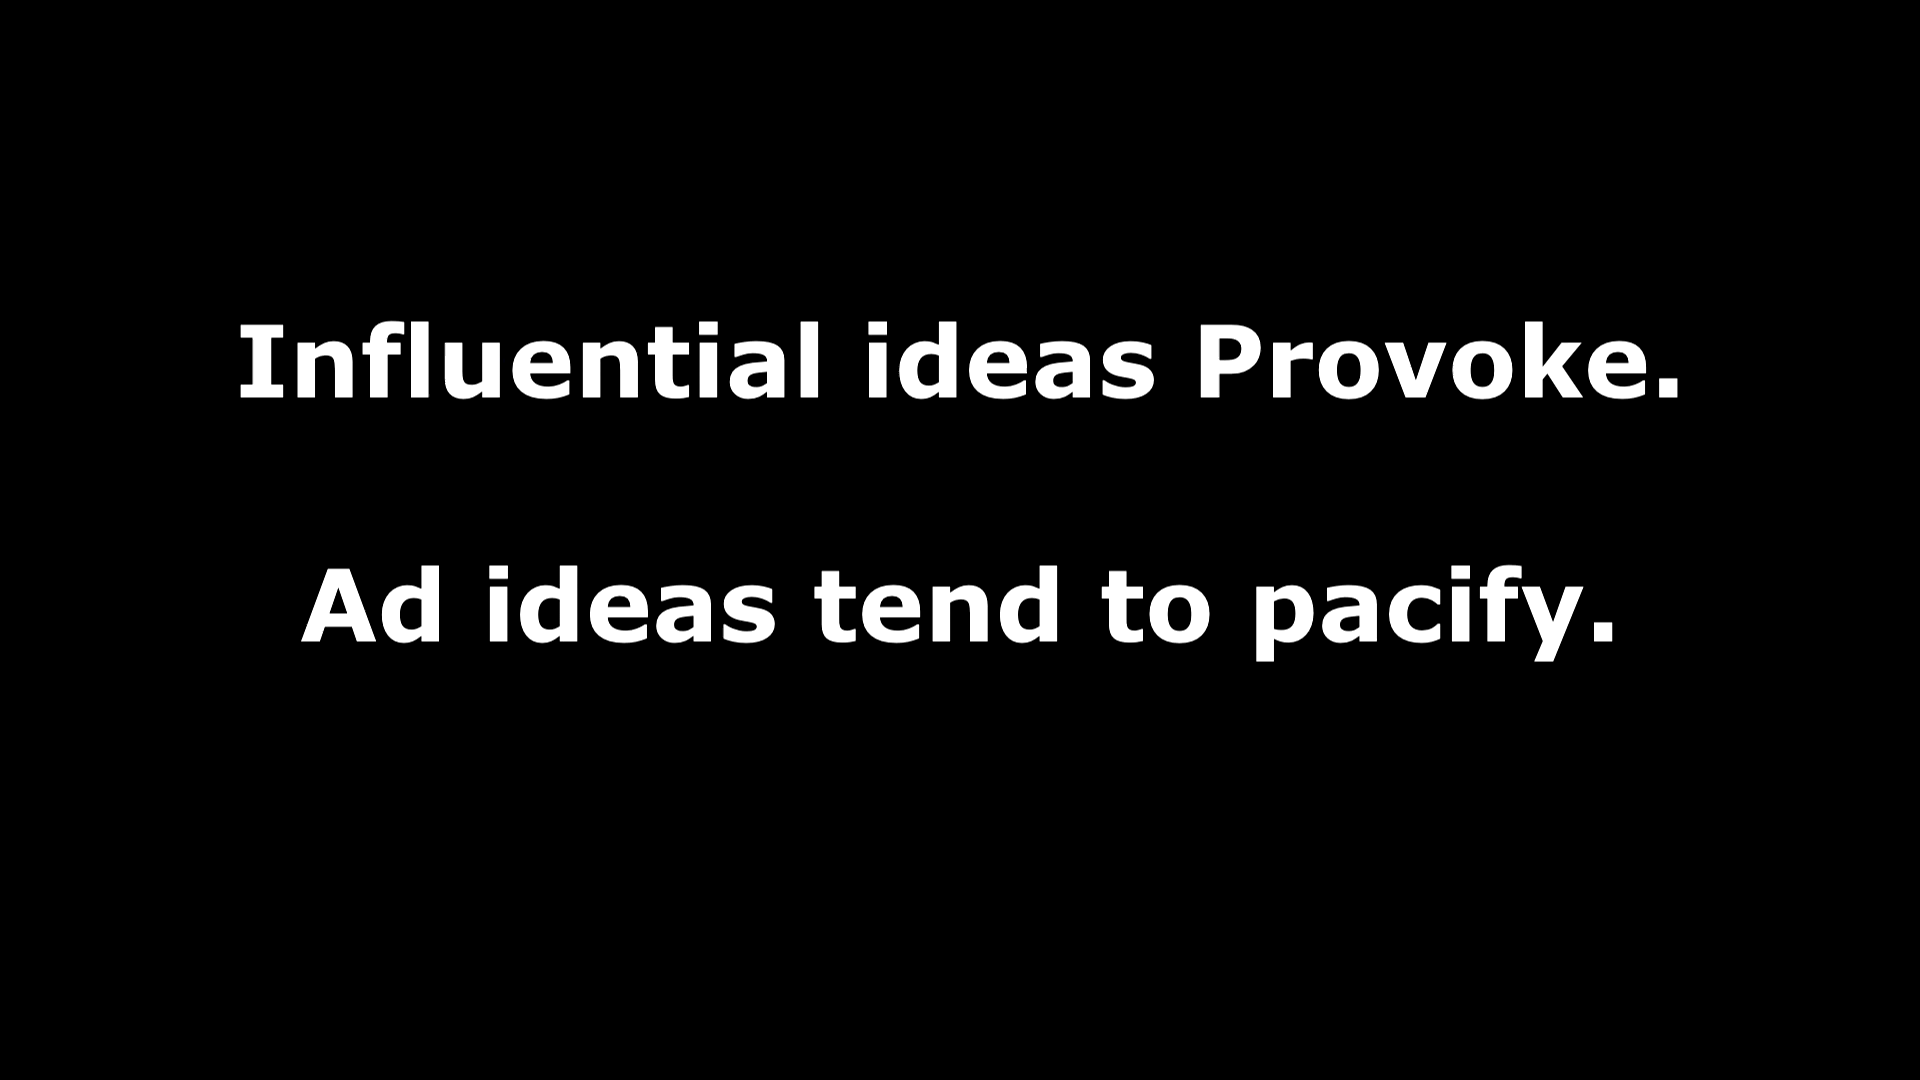 Influential ideas Provoke.
Ad ideas tend to pacify.